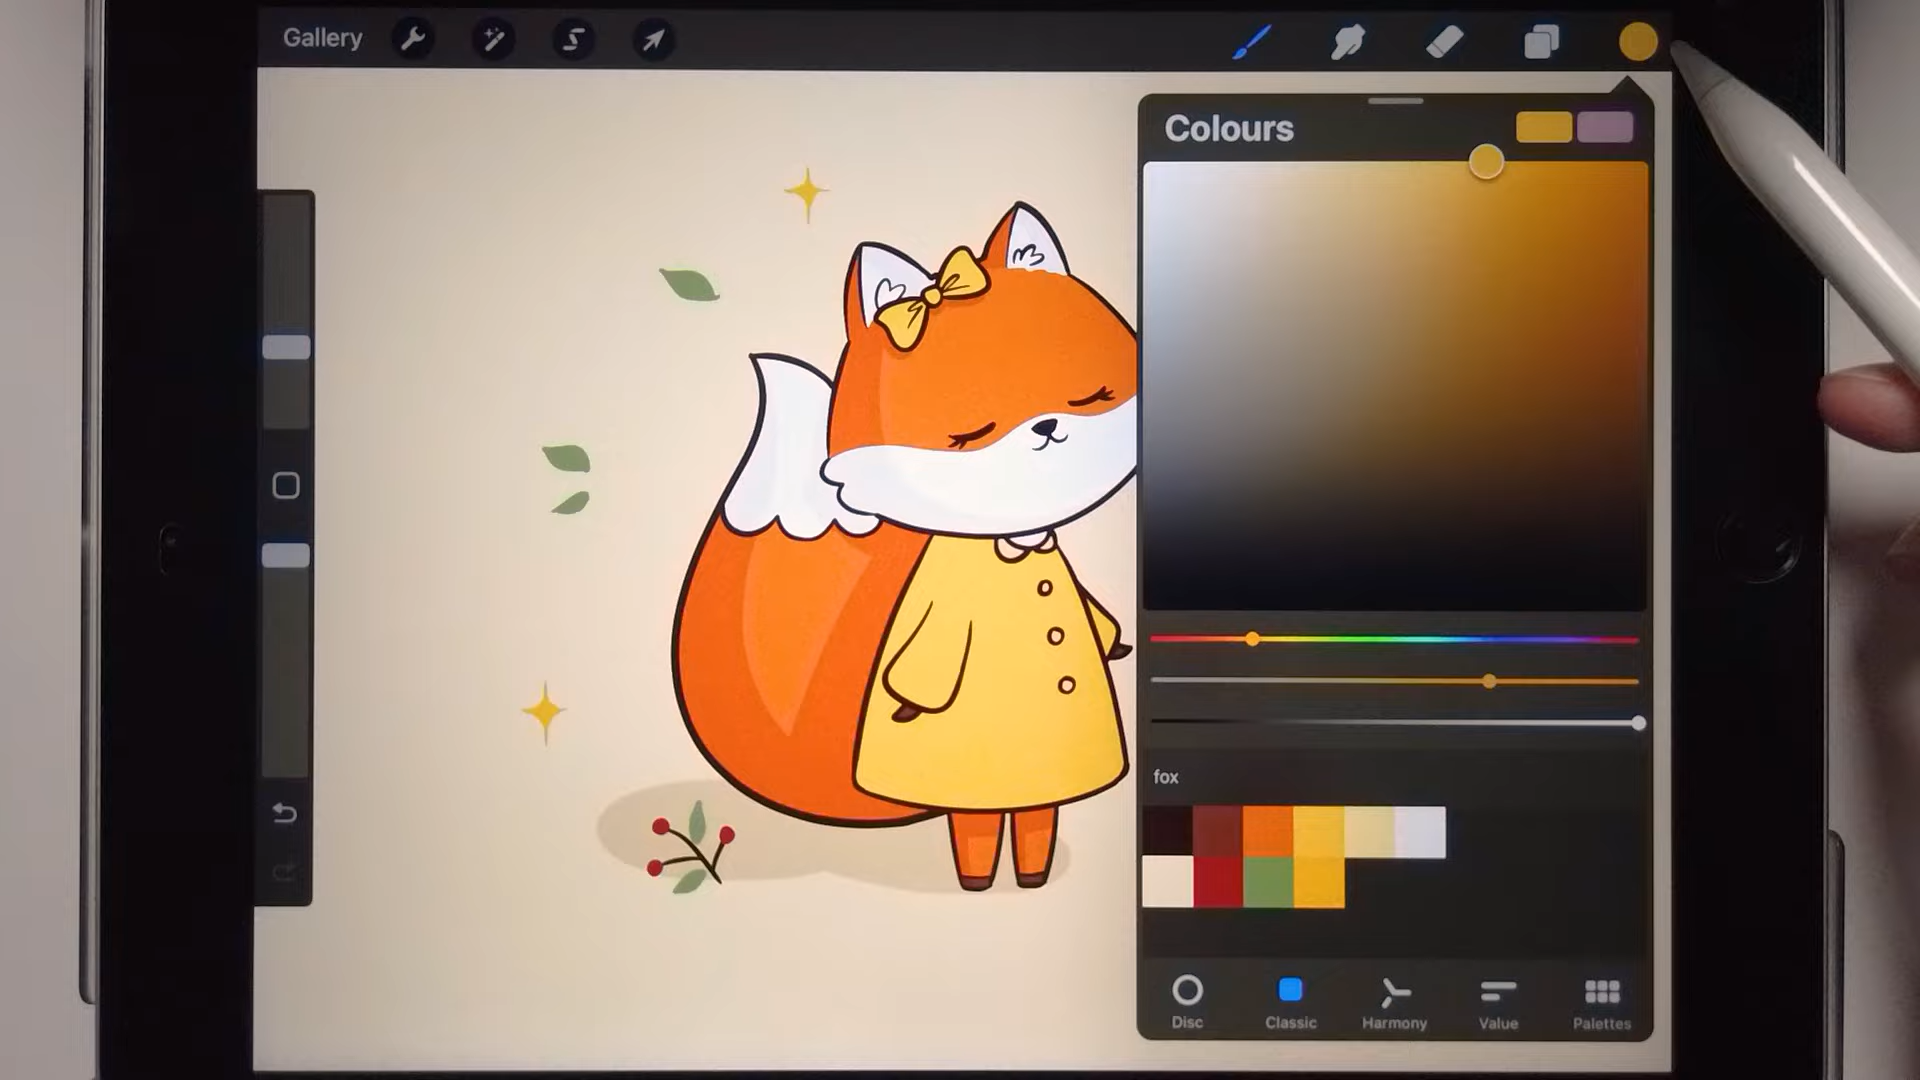 Gallery
Colours
fox
Disc
Classic
Harmony
Value
Palettes